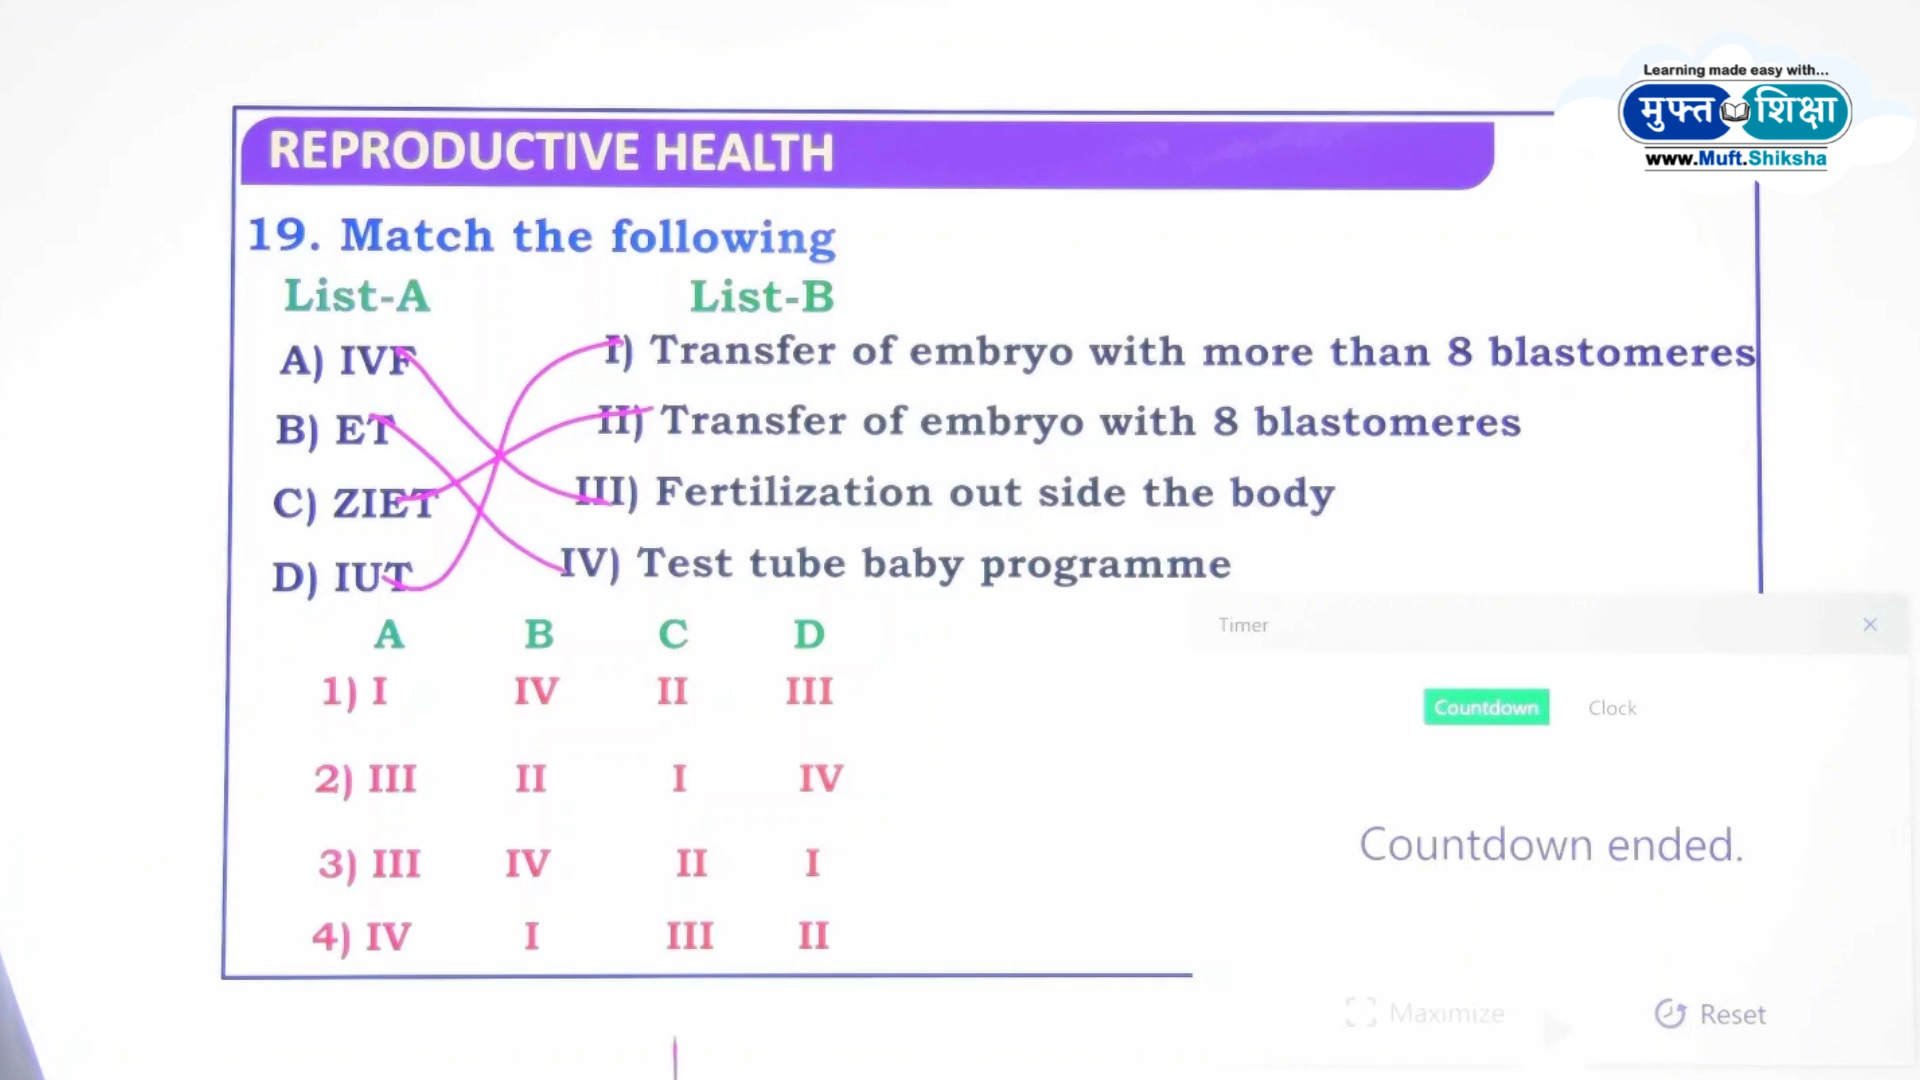 Learning made easy with...
मुफ्त शिक्षा
www.Muft.Shiksha
REPRODUCTIVE HEALTH
19. Match the following
List-A List-B
A) IVF I) Transfer of embryo with more than 8 blastomeres
B) ET II) Transfer of embryo with 8 blastomeres
C) ZIET III) Fertilization out side the body
D) IUT IV) Test tube baby programme
A B C D
1) I IV II III
2) III II I IV
3) III IV II I
4) IV I III II
Timer
Countdown Clock
Countdown ended.
Maximize Reset